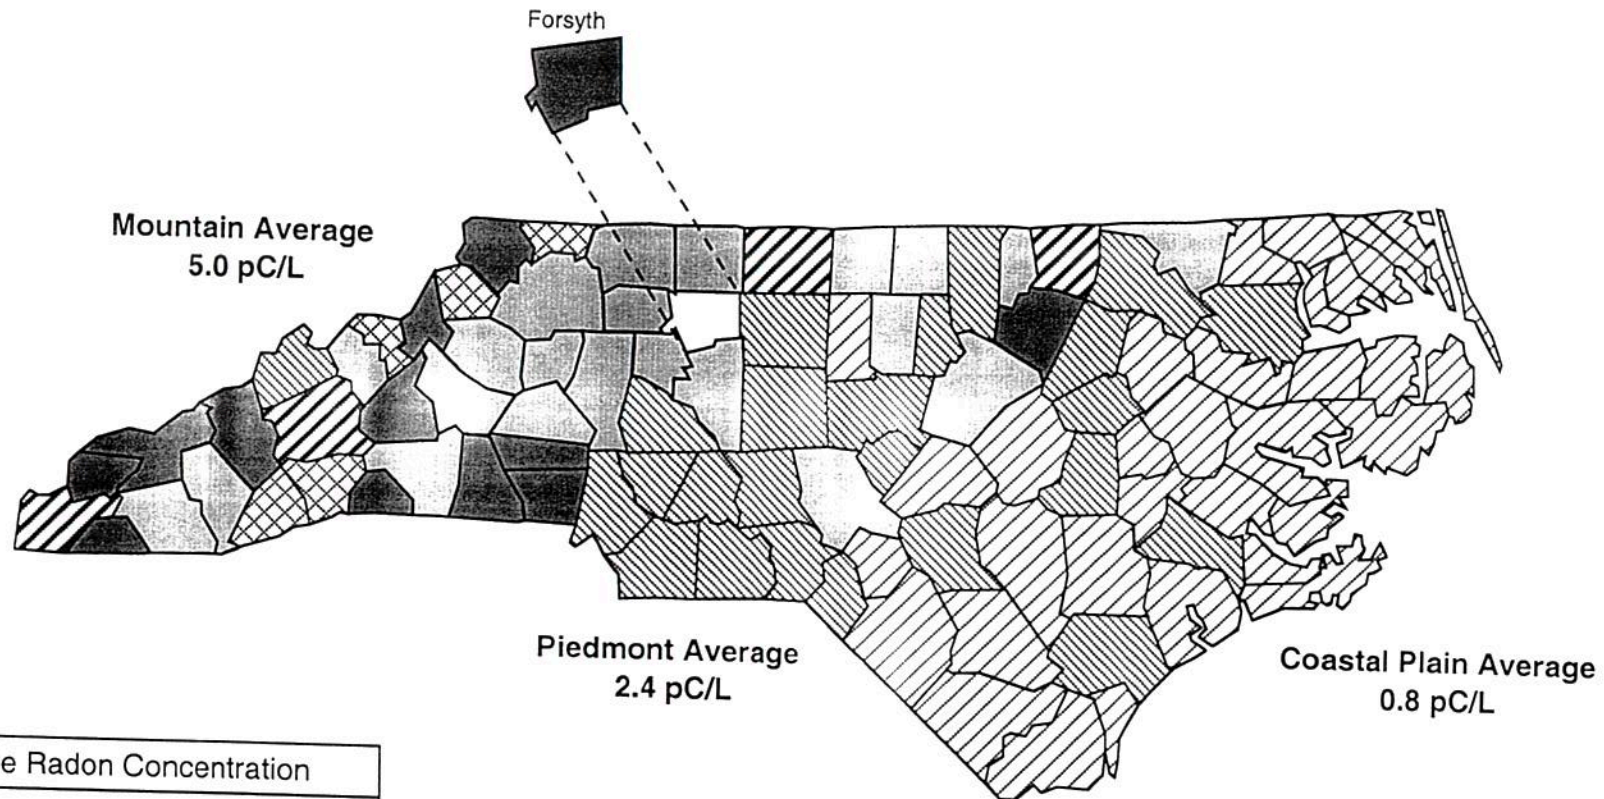 Forsyth
Mountain Average
5.0 pC/L
Piedmont Average
2.4 pC/L
Coastal Plain Average
0.8 pC/L
e Radon Concentration